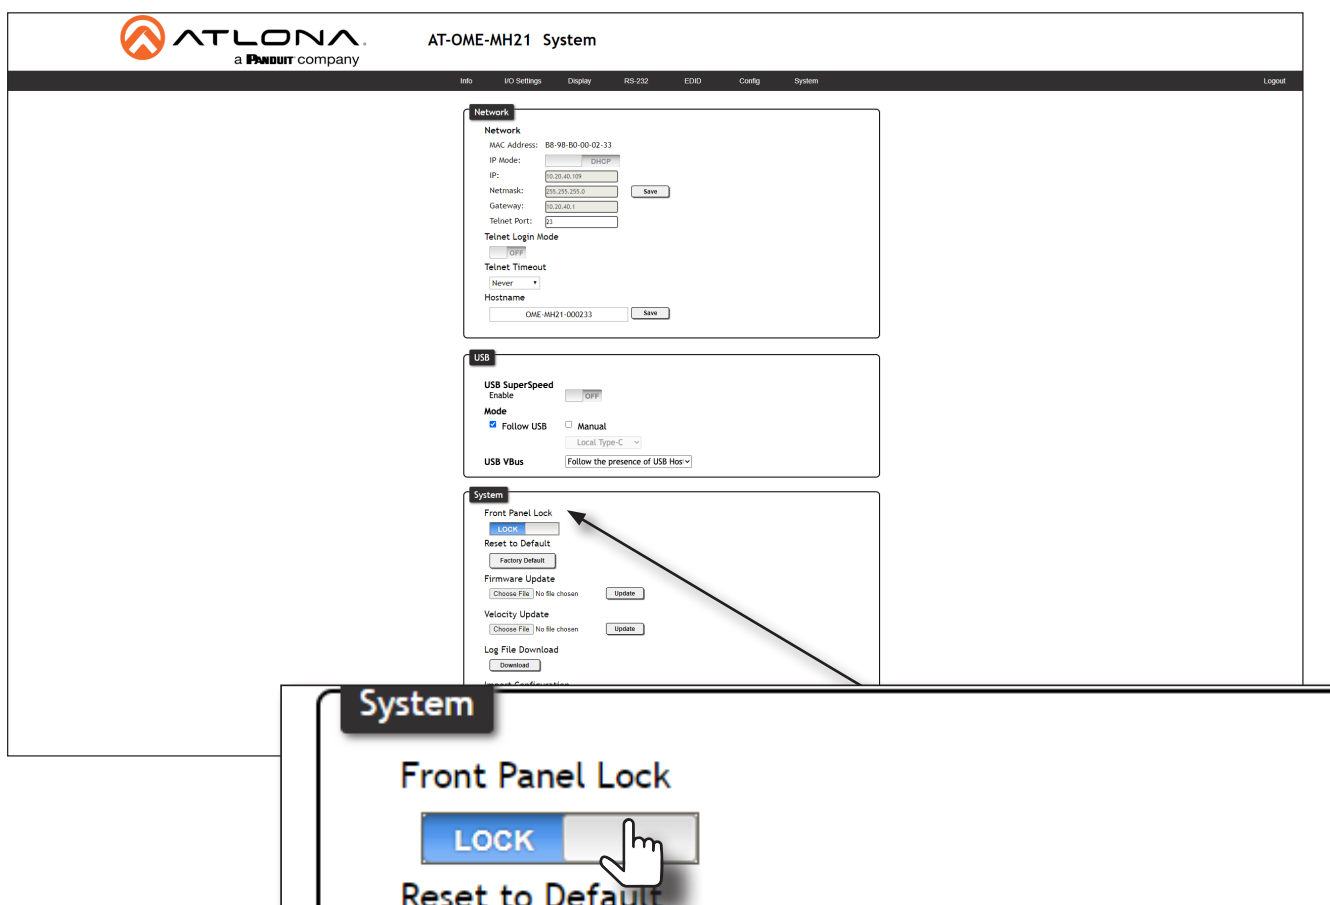 ATLONA.
a PANDUIT company
AT-OME-MH21 System
Info I/O Settings Display RS-232 EDID Config System Logout
Network
Network
MAC Address: B8-98-B0-00-02-33
IP Mode: DHCP
IP: 10.20.40.109
Netmask: 255.255.255.0 Save
Gateway: 10.20.40.1
Telnet Port: 23
Telnet Login Mode
OFF
Telnet Timeout
Never
Hostname
OME-MH21-000233 Save
USB
USB SuperSpeed
Enable OFF
Mode
Follow USB Manual
Local Type-C
USB VBus Follow the presence of USB Hos
System
Front Panel Lock
LOCK
Reset to Default
Factory Default
Firmware Update
Choose File No file chosen Update
Velocity Update
Choose File No file chosen Update
Log File Download
Download
Import Configuration
System
Front Panel Lock
LOCK
Reset to Default